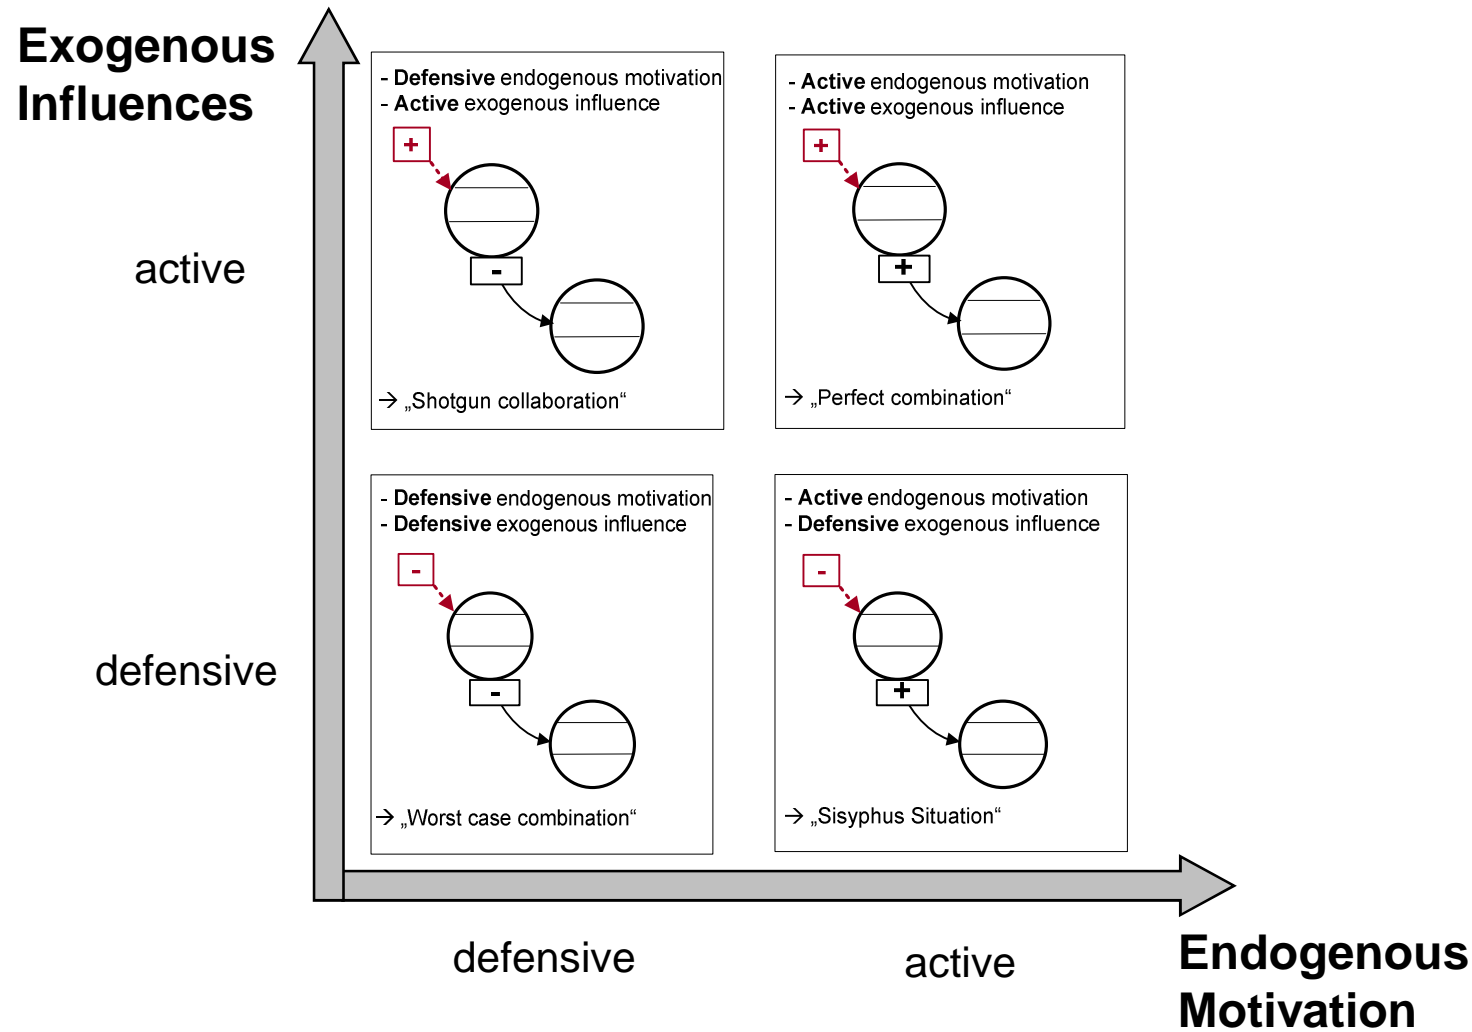 Exogenous
Influences
- Defensive endogenous motivation
- Active exogenous influence
+
-
→ „Shotgun collaboration“
- Active endogenous motivation
- Active exogenous influence
+
+
→ „Perfect combination“
active
- Defensive endogenous motivation
- Defensive exogenous influence
-
-
→ „Worst case combination“
- Active endogenous motivation
- Defensive exogenous influence
-
+
→ „Sisyphus Situation“
defensive
defensive
active
Endogenous
Motivation